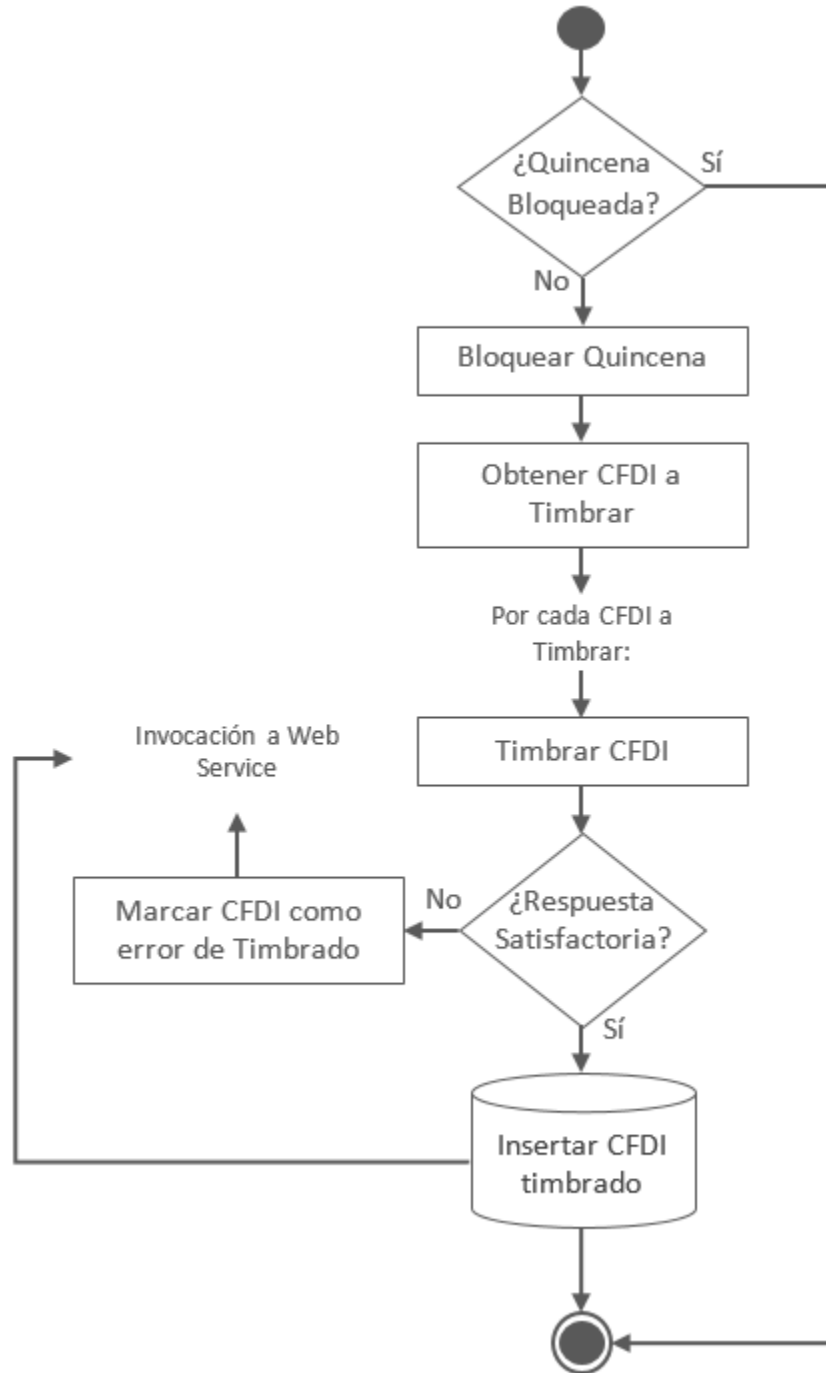 ¿Quincena
Bloqueada?
Sí
No
Bloquear Quincena
Obtener CFDI a
Timbrar
Por cada CFDI a
Timbrar:
Timbrar CFDI
Invocación a Web
Service
¿Respuesta
Satisfactoria?
No
Marcar CFDI como
error de Timbrado
Sí
Insertar CFDI
timbrado